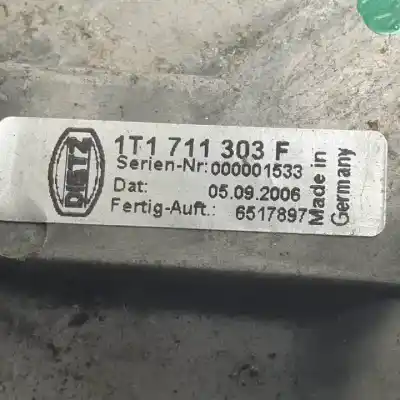 DIETZ
1T1 711 303 F
Serien-Nr: 000001533
Dat: 05.09.2006
Fertig-Auft.: 6517897
Made in
Germany